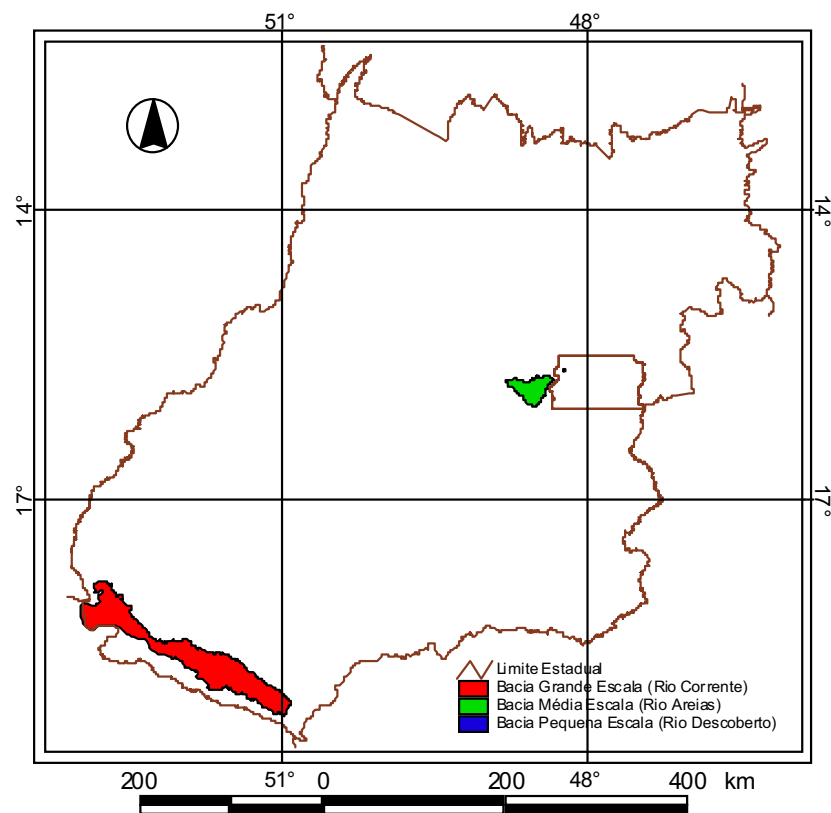 51° 48°
14° 14°
17° 17°
Limite Estadual
Bacia Grande Escala (Rio Corrente)
Bacia Média Escala (Rio Areias)
Bacia Pequena Escala (Rio Descoberto)
51° 48°
200 0 200 400 km